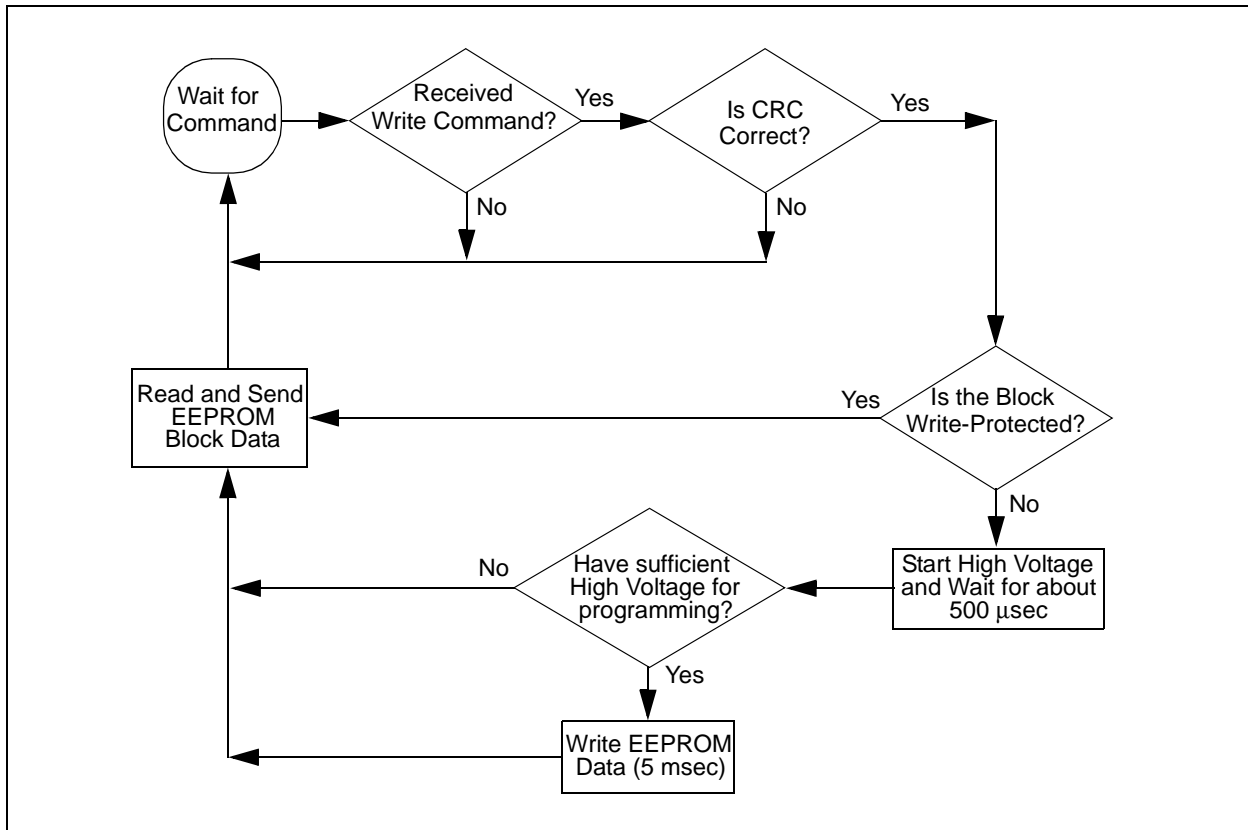 Wait for
Command
Received
Write Command?
Yes
Is CRC
Correct?
Yes
No
No
Read and Send
EEPROM
Block Data
Yes
Is the Block
Write-Protected?
No
No
Have sufficient
High Voltage for
programming?
Start High Voltage
and Wait for about
500 μsec
Yes
Write EEPROM
Data (5 msec)